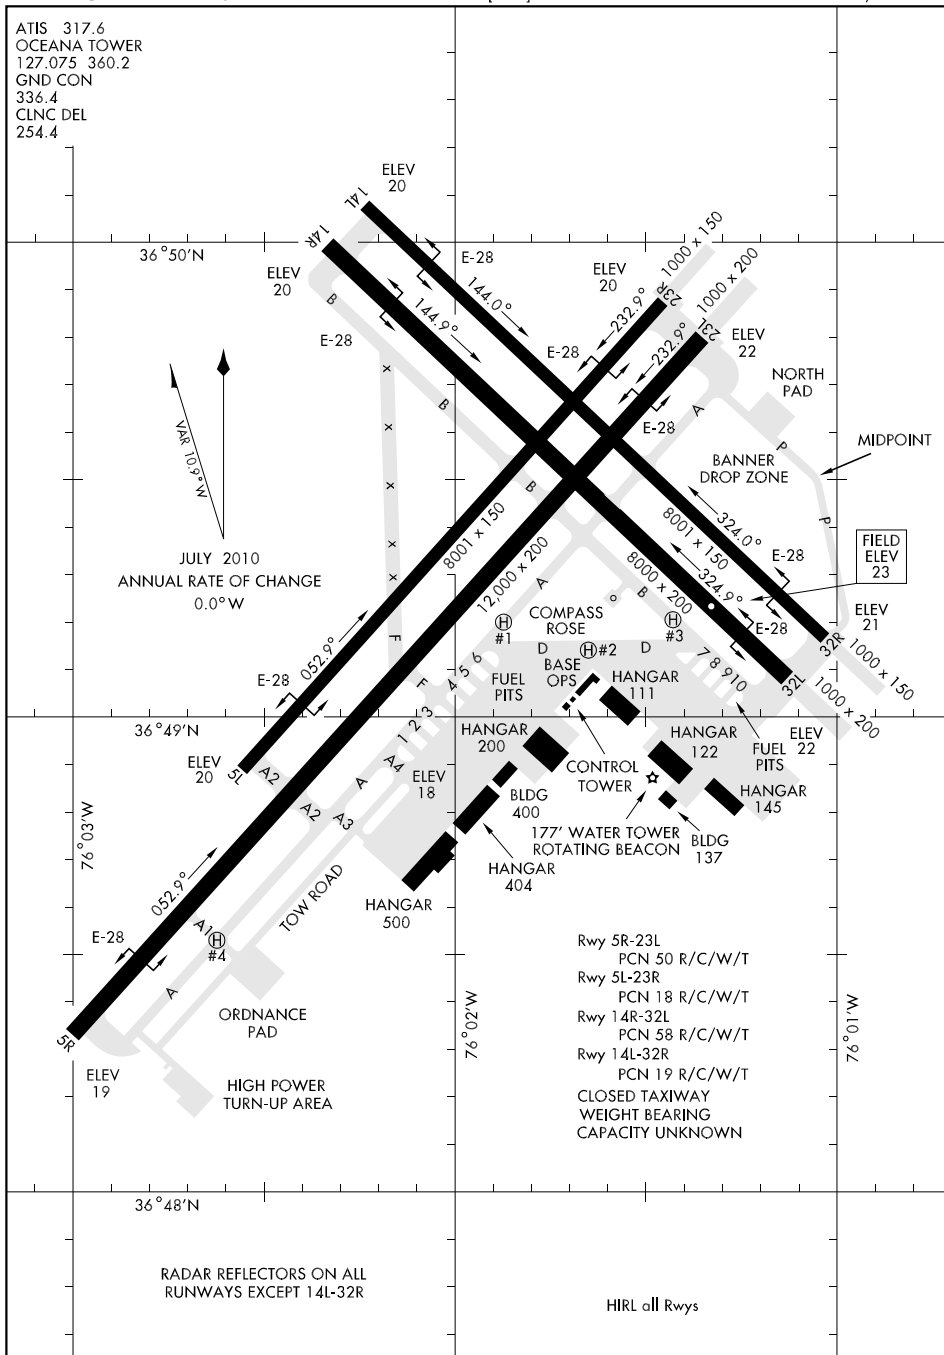 ATIS 317.6
OCEANA TOWER
127.075 360.2
GND CON
336.4
CLNC DEL
254.4
ELEV
20
14L
14R
36°50'N
ELEV
20
E-28
144.0°
ELEV
20
232.9°
23R
1000 x 150
1000 x 200
B
144.9°
E-28
E-28
232.9°
23L
ELEV
22
E-28
NORTH
PAD
x
x
x
x
x
B
A
P
P
MIDPOINT
BANNER
DROP ZONE
VAR 10.9° W
B
324.0°
8001 x 150
8001 x 150
12,000 x 200
8000 x 200
324.9°
E-28
FIELD
ELEV
23
JULY 2010
ANNUAL RATE OF CHANGE
0.0° W
A
B
COMPASS
ROSE
H
#1
H
#3
H #2
E-28
ELEV
21
32R
1000 x 150
F
052.9°
D
D
BASE
OPS
7 8 9 10
32L
1000 x 200
E-28
F
4 5 6
FUEL
PITS
HANGAR
111
1 2 3
36°49'N
HANGAR
200
HANGAR
122
FUEL
PITS
ELEV
22
ELEV
20
5L
A2
A
A4
ELEV
18
CONTROL
TOWER
HANGAR
145
BLDG
400
A2
A3
177' WATER TOWER
ROTATING BEACON
BLDG
137
76°03'W
HANGAR
404
052.9°
TOW ROAD
HANGAR
500
E-28
A1
H
#4
A
Rwy 5R-23L
PCN 50 R/C/W/T
Rwy 5L-23R
PCN 18 R/C/W/T
Rwy 14R-32L
PCN 58 R/C/W/T
Rwy 14L-32R
PCN 19 R/C/W/T
CLOSED TAXIWAY
WEIGHT BEARING
CAPACITY UNKNOWN
ORDNANCE
PAD
76°02'W
76°01'W
5R
ELEV
19
HIGH POWER
TURN-UP AREA
36°48'N
RADAR REFLECTORS ON ALL
RUNWAYS EXCEPT 14L-32R
HIRL all Rwys